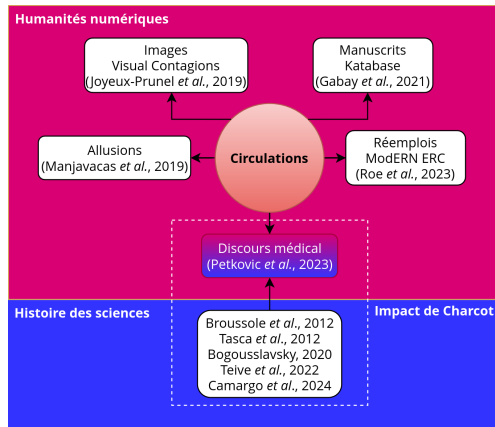 Humanités numériques
Images
Visual Contagions
(Joyeux-Prunel et al., 2019)
Manuscrits
Katabase
(Gabay et al., 2021)
Allusions
(Manjavacas et al., 2019)
Circulations
Réemplois
ModERN ERC
(Roe et al., 2023)
Discours médical
(Petkovic et al., 2023)
Histoire des sciences
Impact de Charcot
Broussole et al., 2012
Tasca et al., 2012
Bogousslavsky, 2020
Teive et al., 2022
Camargo et al., 2024